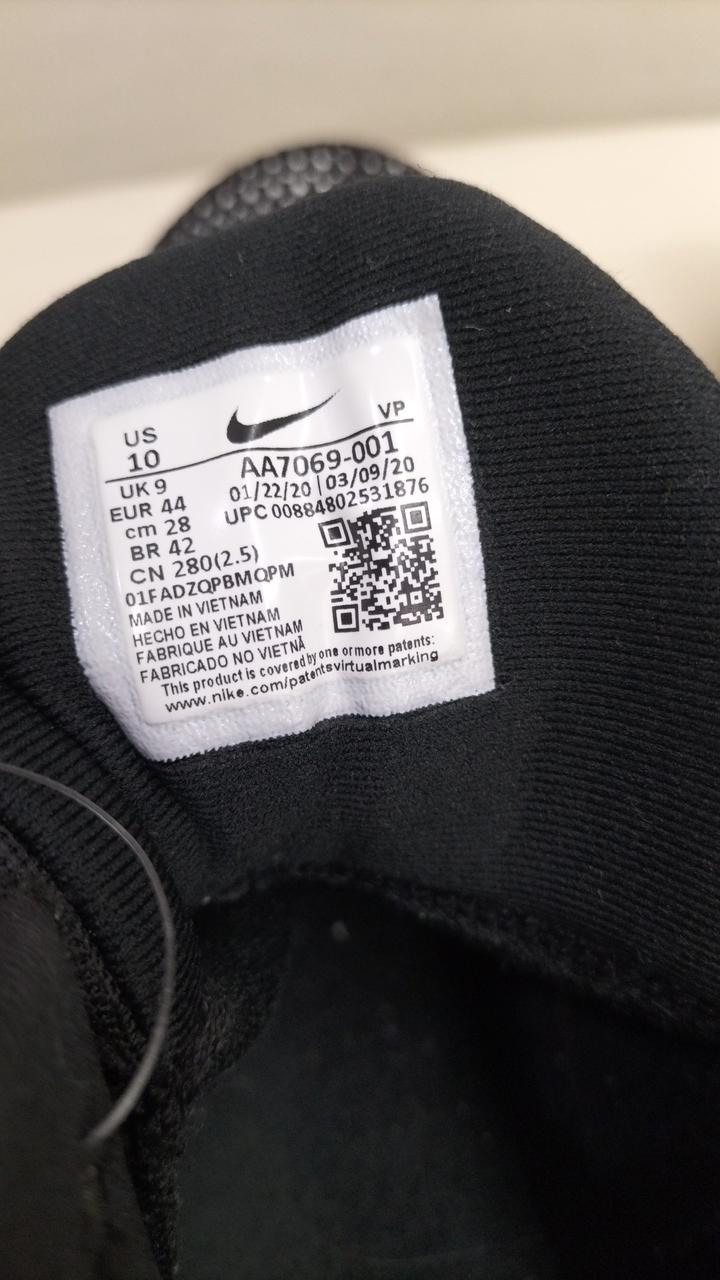 US
10
VP
AA7069-001
UK 9
01/22/20 | 03/09/20
EUR 44
UPC 00884802531876
cm 28
BR 42
CN 280(2.5)
01FADZQPBMQPM
MADE IN VIETNAM
HECHO EN VIETNAM
FABRIQUE AU VIETNAM
FABRICADO NO VIETNÃ
This product is covered by one or more patents:
www.nike.com/patentsvirtualmarking